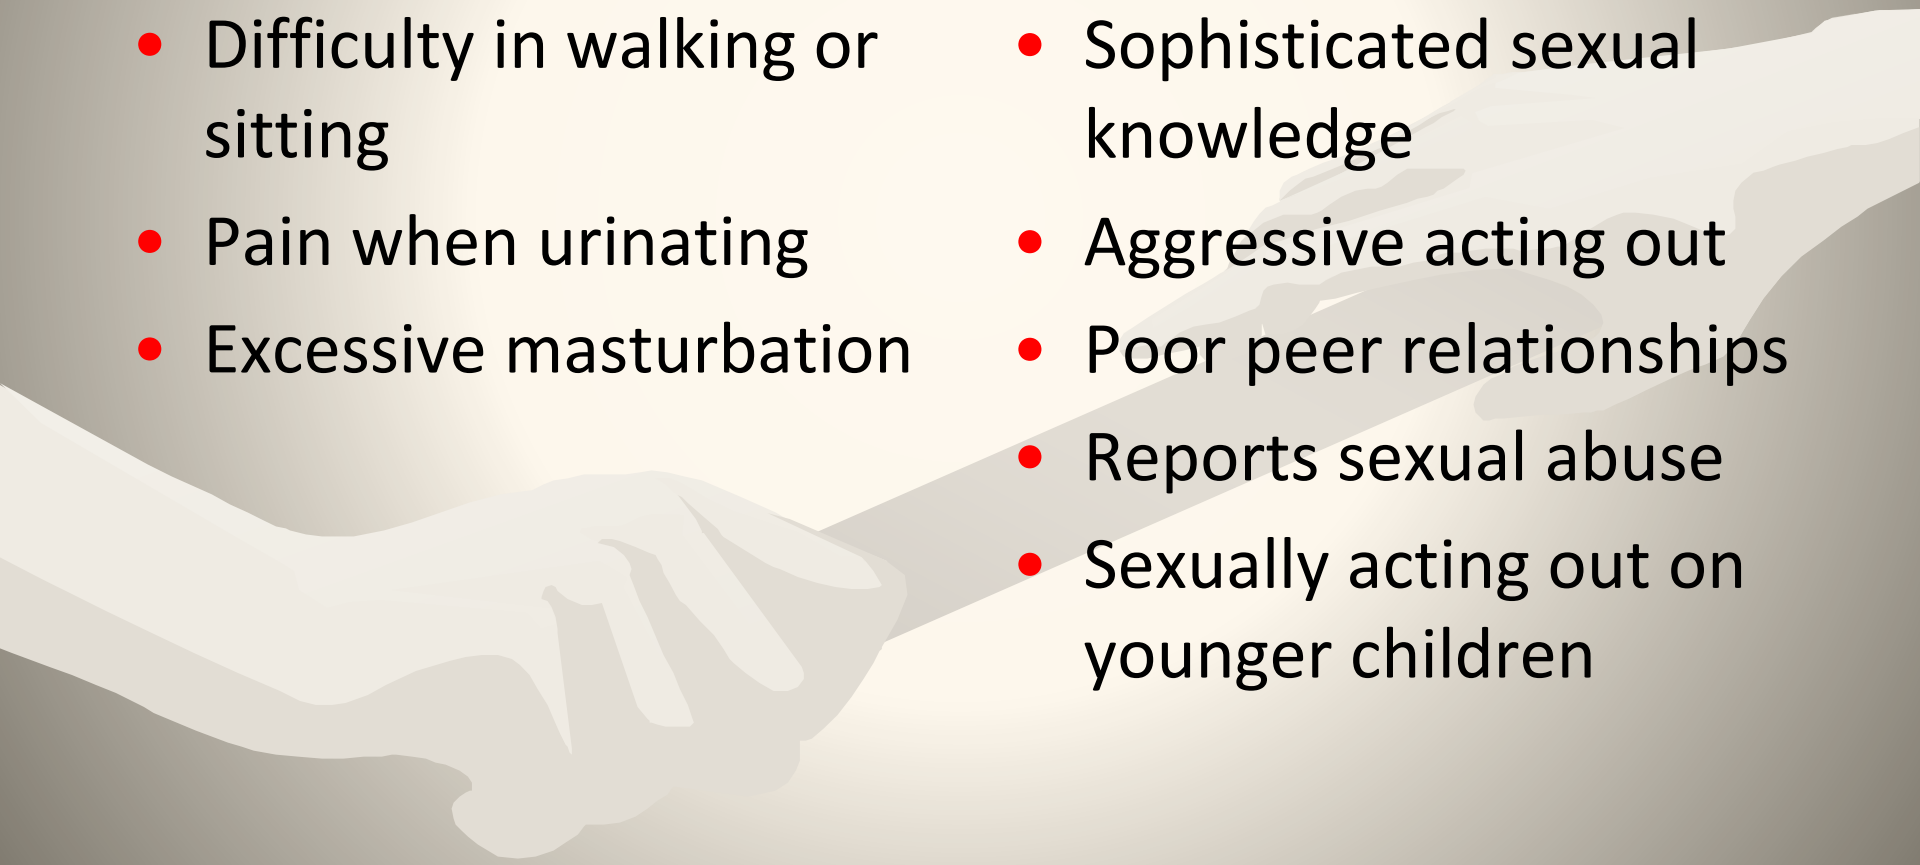 • Difficulty in walking or
sitting
• Pain when urinating
• Excessive masturbation
• Sophisticated sexual
knowledge
• Aggressive acting out
• Poor peer relationships
• Reports sexual abuse
• Sexually acting out on
younger children